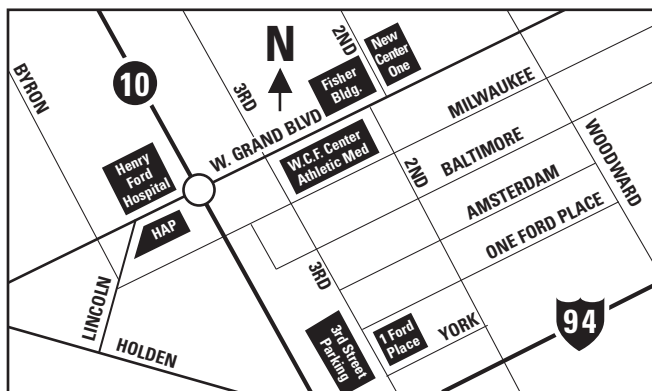 BYRON
10
3RD
N
2ND
New
Center
One
Fisher
Bldg.
W. GRAND BLVD
MILWAUKEE
Henry
Ford
Hospital
W.C.F. Center
Athletic Med
2ND
BALTIMORE
WOODWARD
AMSTERDAM
HAP
ONE FORD PLACE
LINCOLN
3RD
HOLDEN
3rd Street
Parking
1 Ford
Place
YORK
94